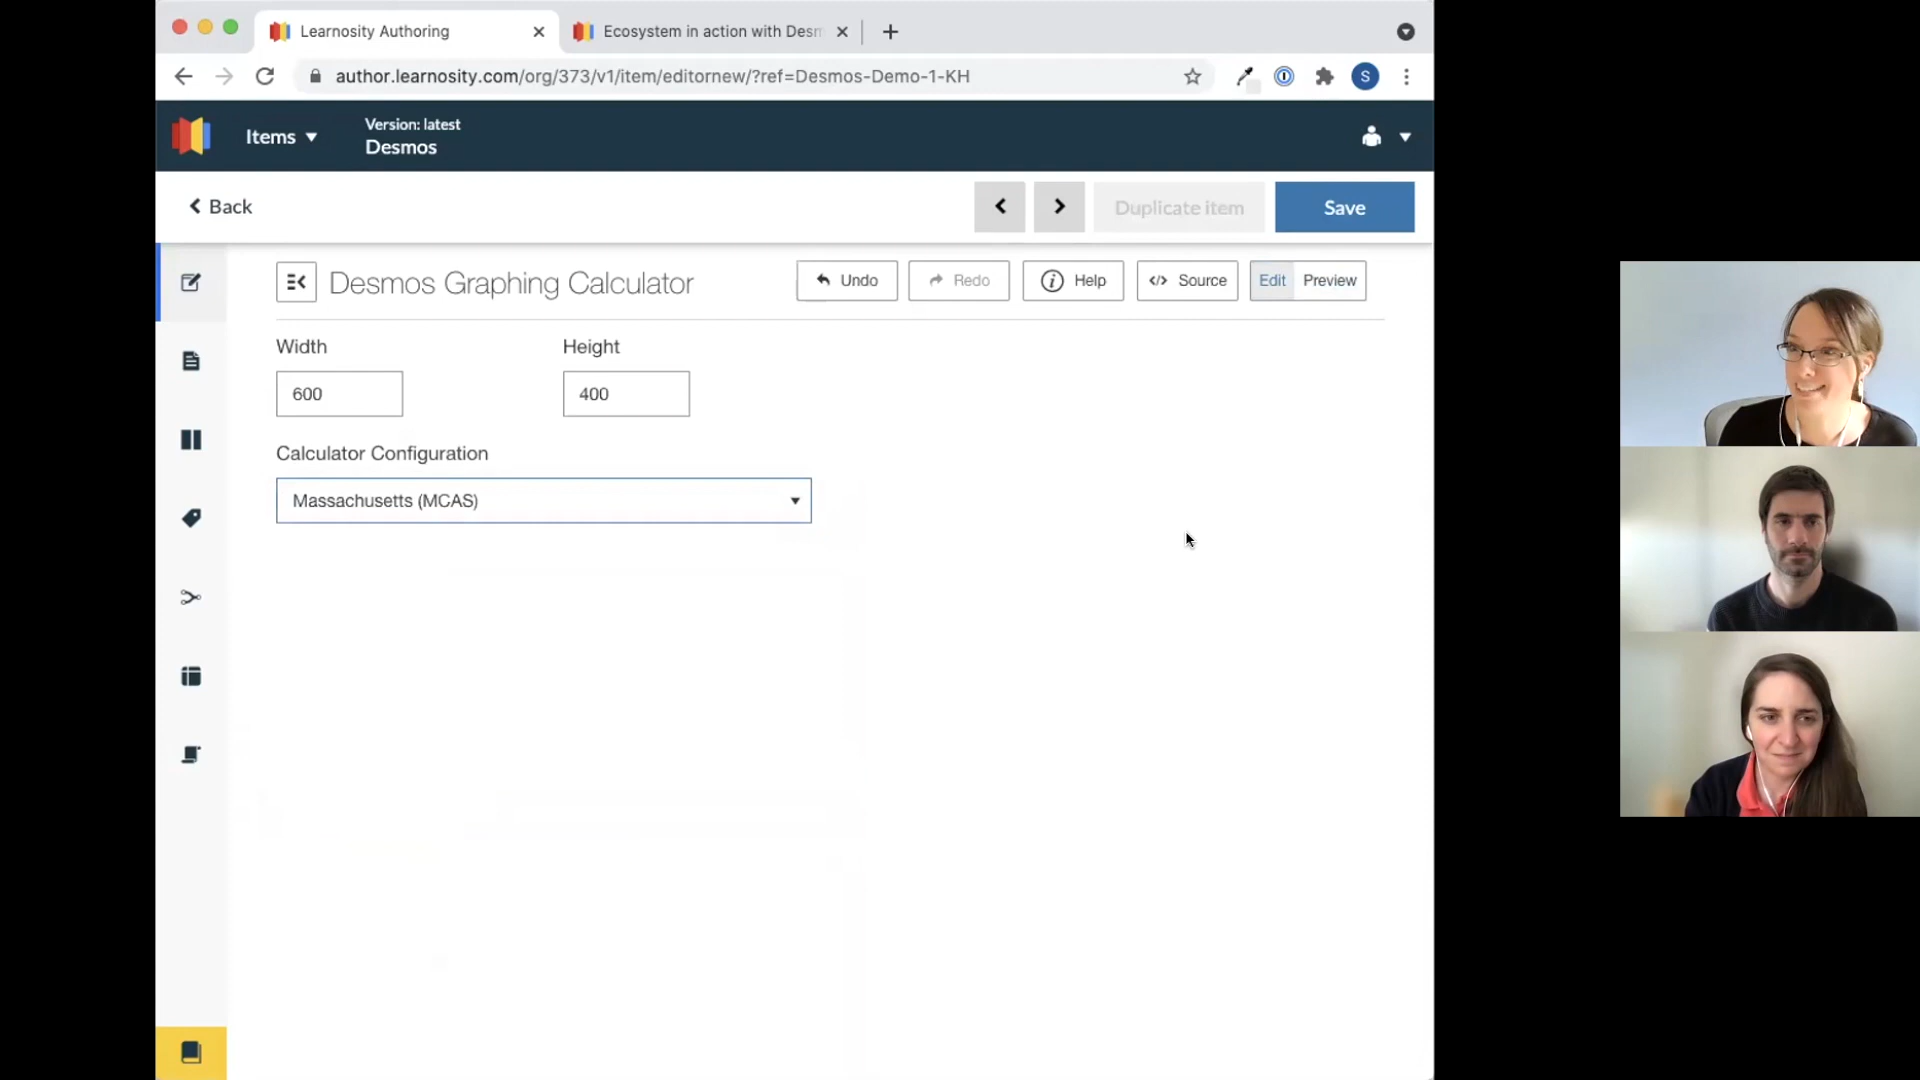 Learnosity Authoring
Ecosystem in action with Desm
author.learnosity.com/org/373/v1/item/editornew/?ref=Desmos-Demo-1-KH
S
Items
Version: latest
Desmos
Back
Duplicate item
Save
Desmos Graphing Calculator
Undo
Redo
Help
Source
Edit
Preview
Width
Height
600
400
Calculator Configuration
Massachusetts (MCAS)